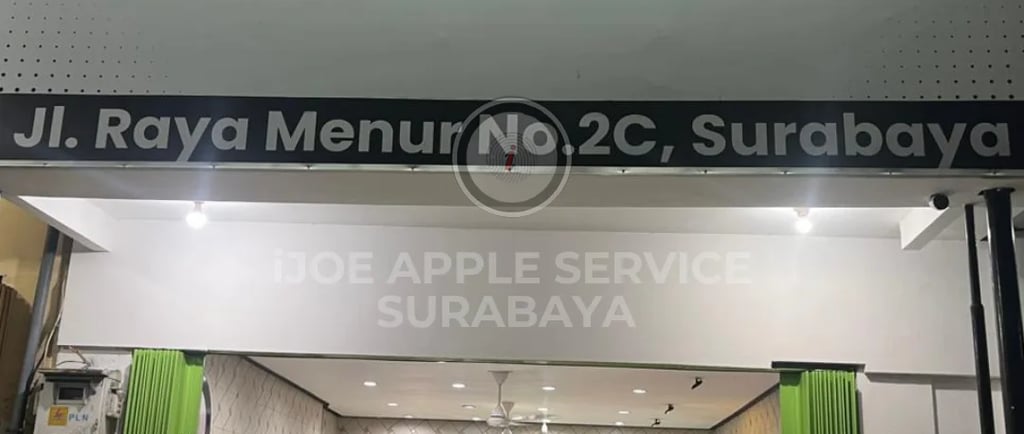 Jl. Raya Menur No.2C, Surabaya
iJOE APPLE SERVICE
SURABAYA
PLN